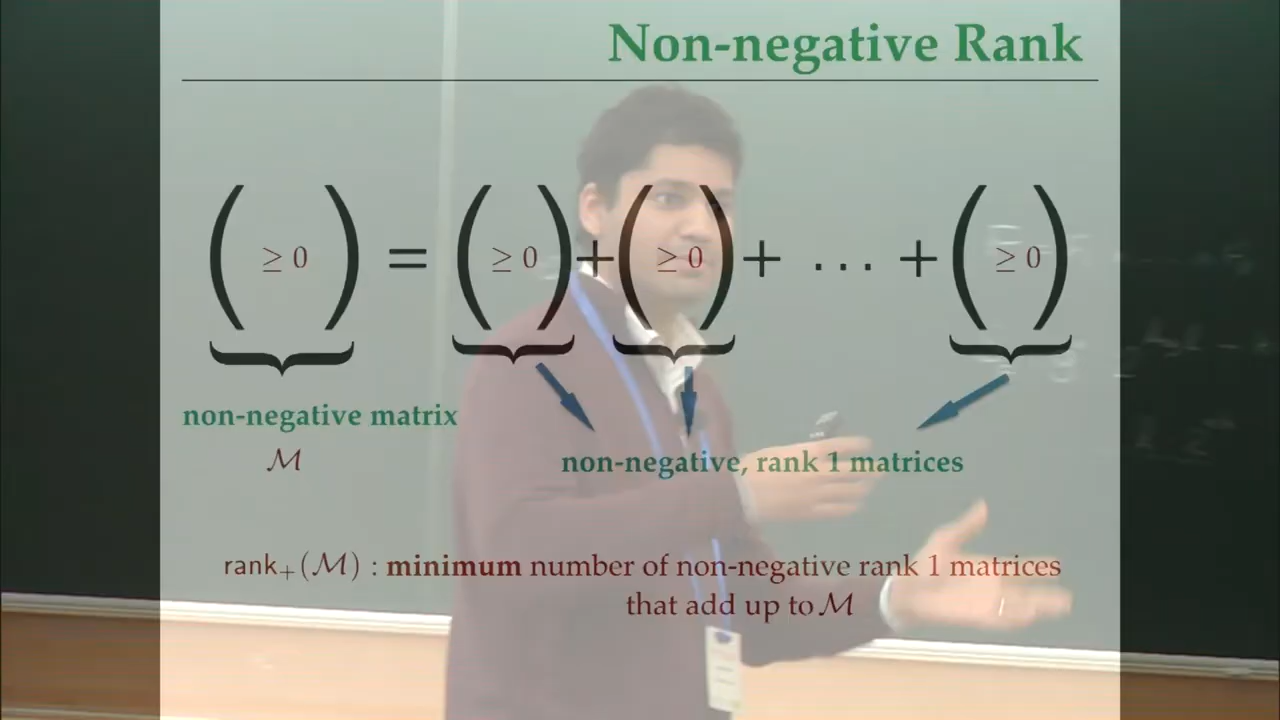 Non-negative Rank
( ≥ 0 ) = ( ≥ 0 ) + ( ≥ 0 ) + ... + ( ≥ 0 )
non-negative matrix
ℳ
non-negative, rank 1 matrices
rank₊(ℳ) : minimum number of non-negative rank 1 matrices
that add up to ℳ